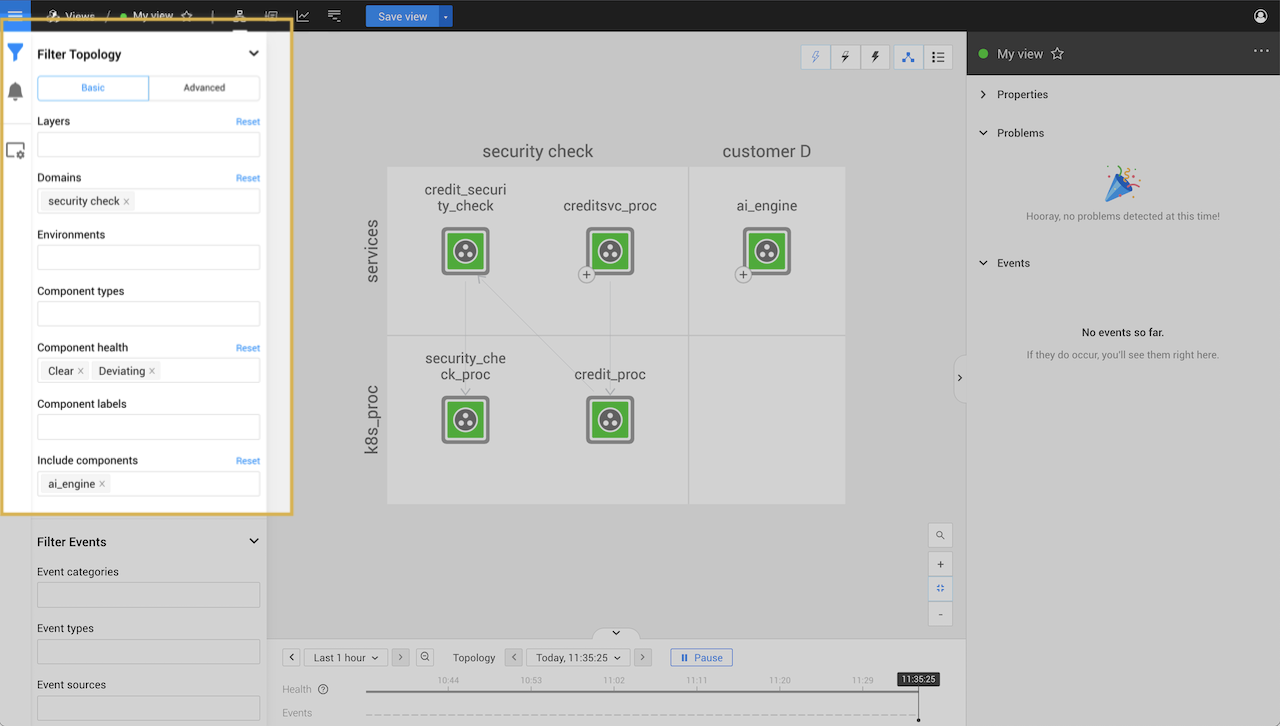 Views / My view
Save view
Filter Topology
Basic
Advanced
Layers
Reset
Domains
Reset
security check ×
Environments
Component types
Component health
Reset
Clear ×
Deviating ×
Component labels
Include components
Reset
ai_engine ×
Filter Events
Event categories
Event types
Event sources
security check
customer D
services
k8s_proc
credit_securi
ty_check
creditsvc_proc
ai_engine
security_che
ck_proc
credit_proc
Last 1 hour
Topology
Today, 11:35:25
Pause
10:44
10:53
11:02
11:11
11:20
11:29
11:35:25
Health
Events
My view
Properties
Problems
Hooray, no problems detected at this time!
Events
No events so far.
If they do occur, you'll see them right here.